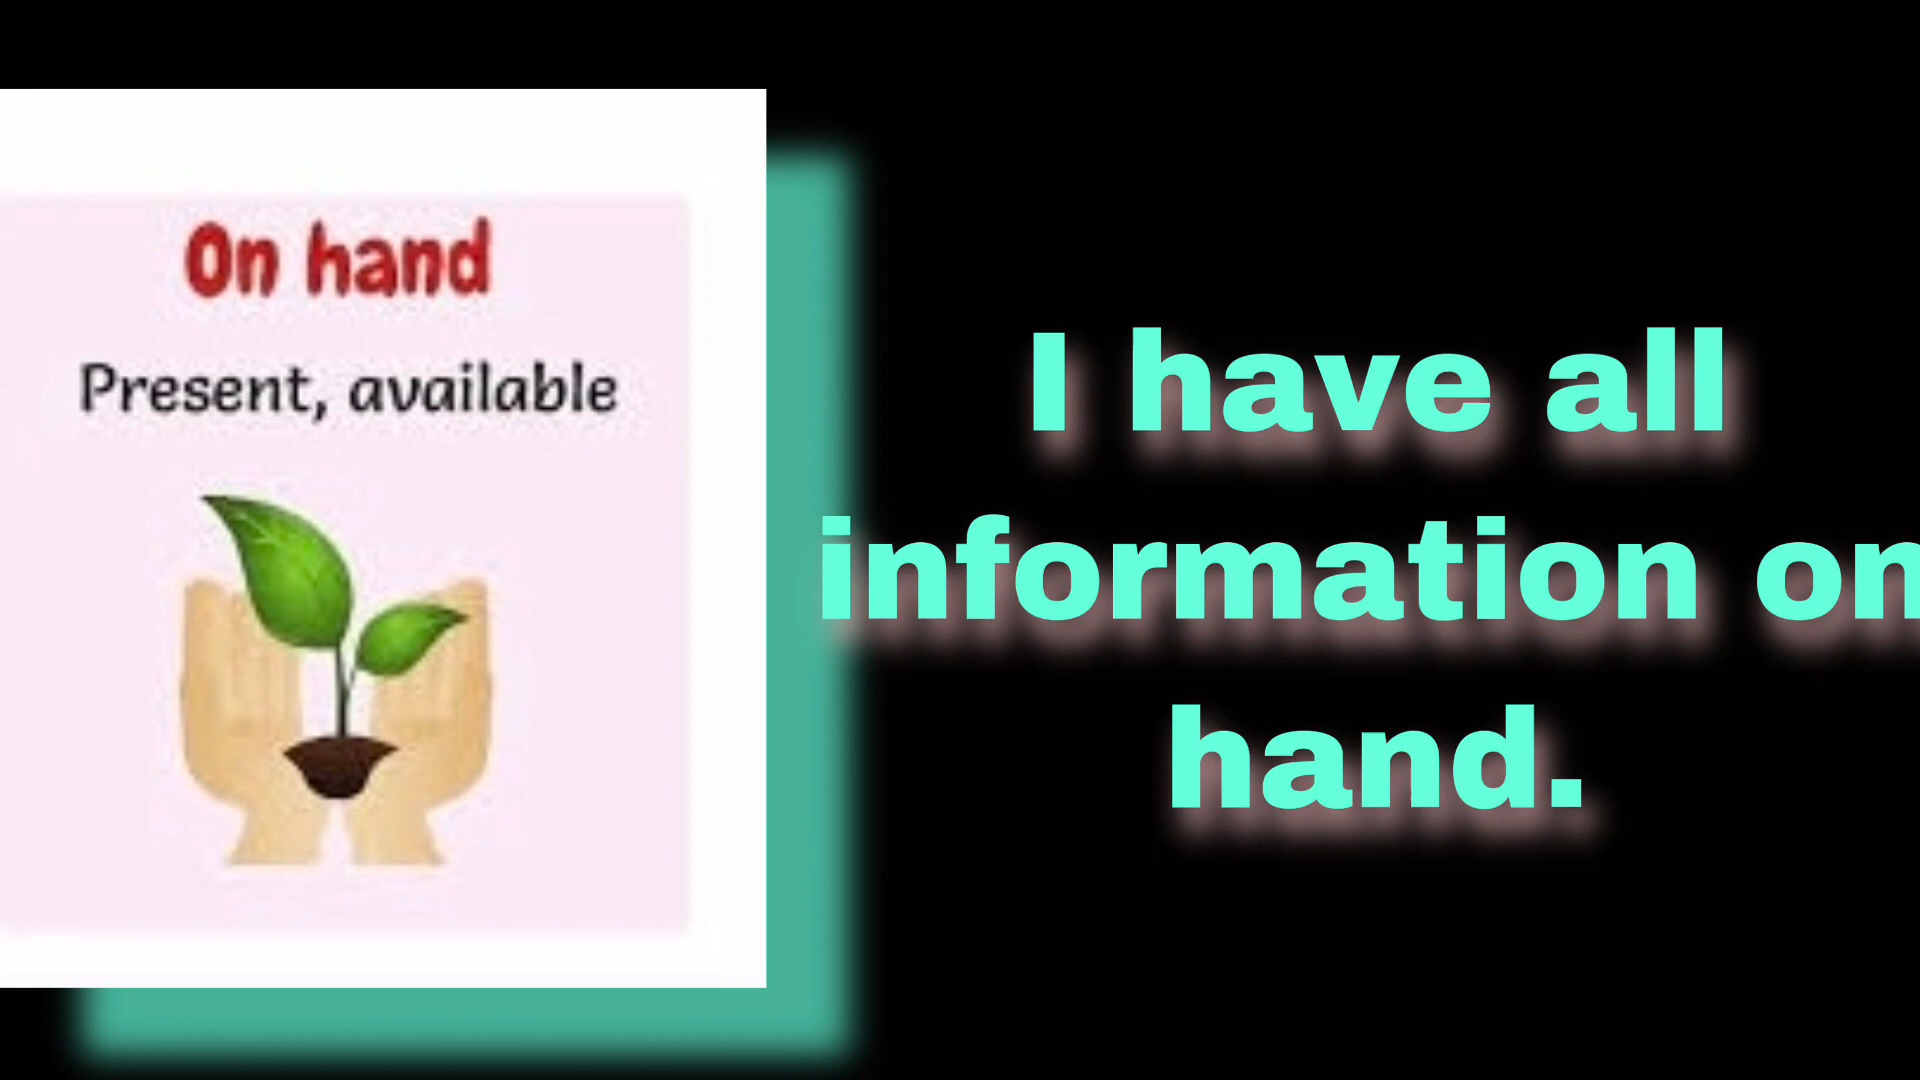 On hand
Present, available
I have all
information on
hand.